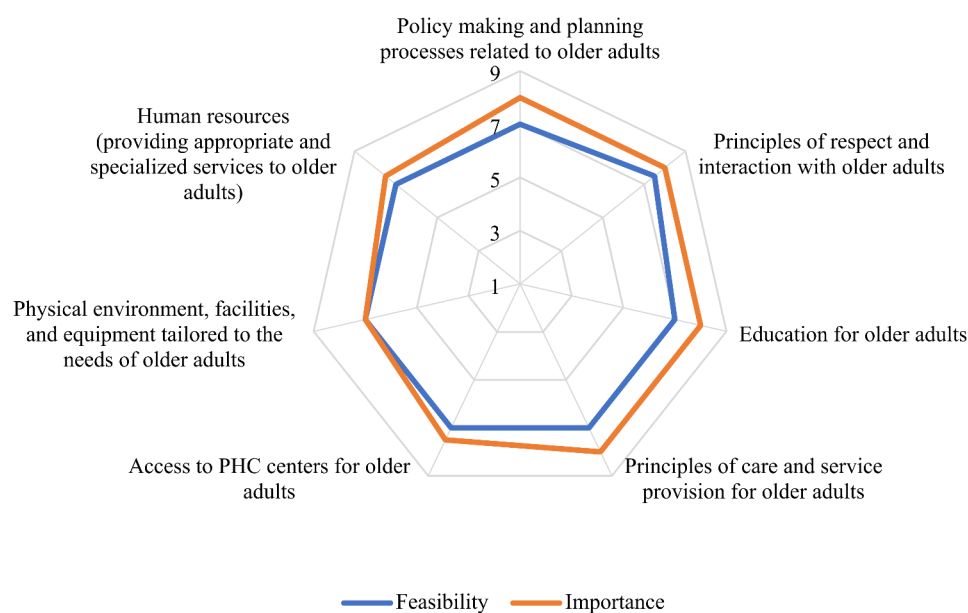 Policy making and planning
processes related to older adults
9
7
5
3
1
Principles of respect and
interaction with older adults
Education for older adults
Principles of care and service
provision for older adults
Access to PHC centers for older
adults
Physical environment, facilities,
and equipment tailored to the
needs of older adults
Human resources
(providing appropriate and
specialized services to older
adults)
Feasibility
Importance